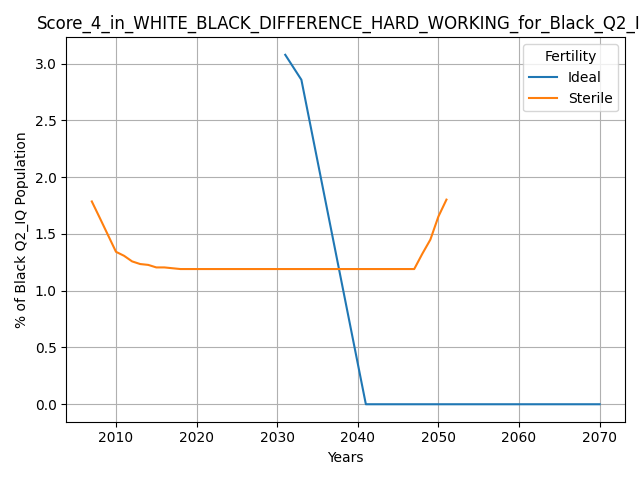 Score_4_in_WHITE_BLACK_DIFFERENCE_HARD_WORKING_for_Black_Q2_I
Fertility
Ideal
Sterile
% of Black Q2_IQ Population
3.0
2.5
2.0
1.5
1.0
0.5
0.0
2010 2020 2030 2040 2050 2060 2070
Years